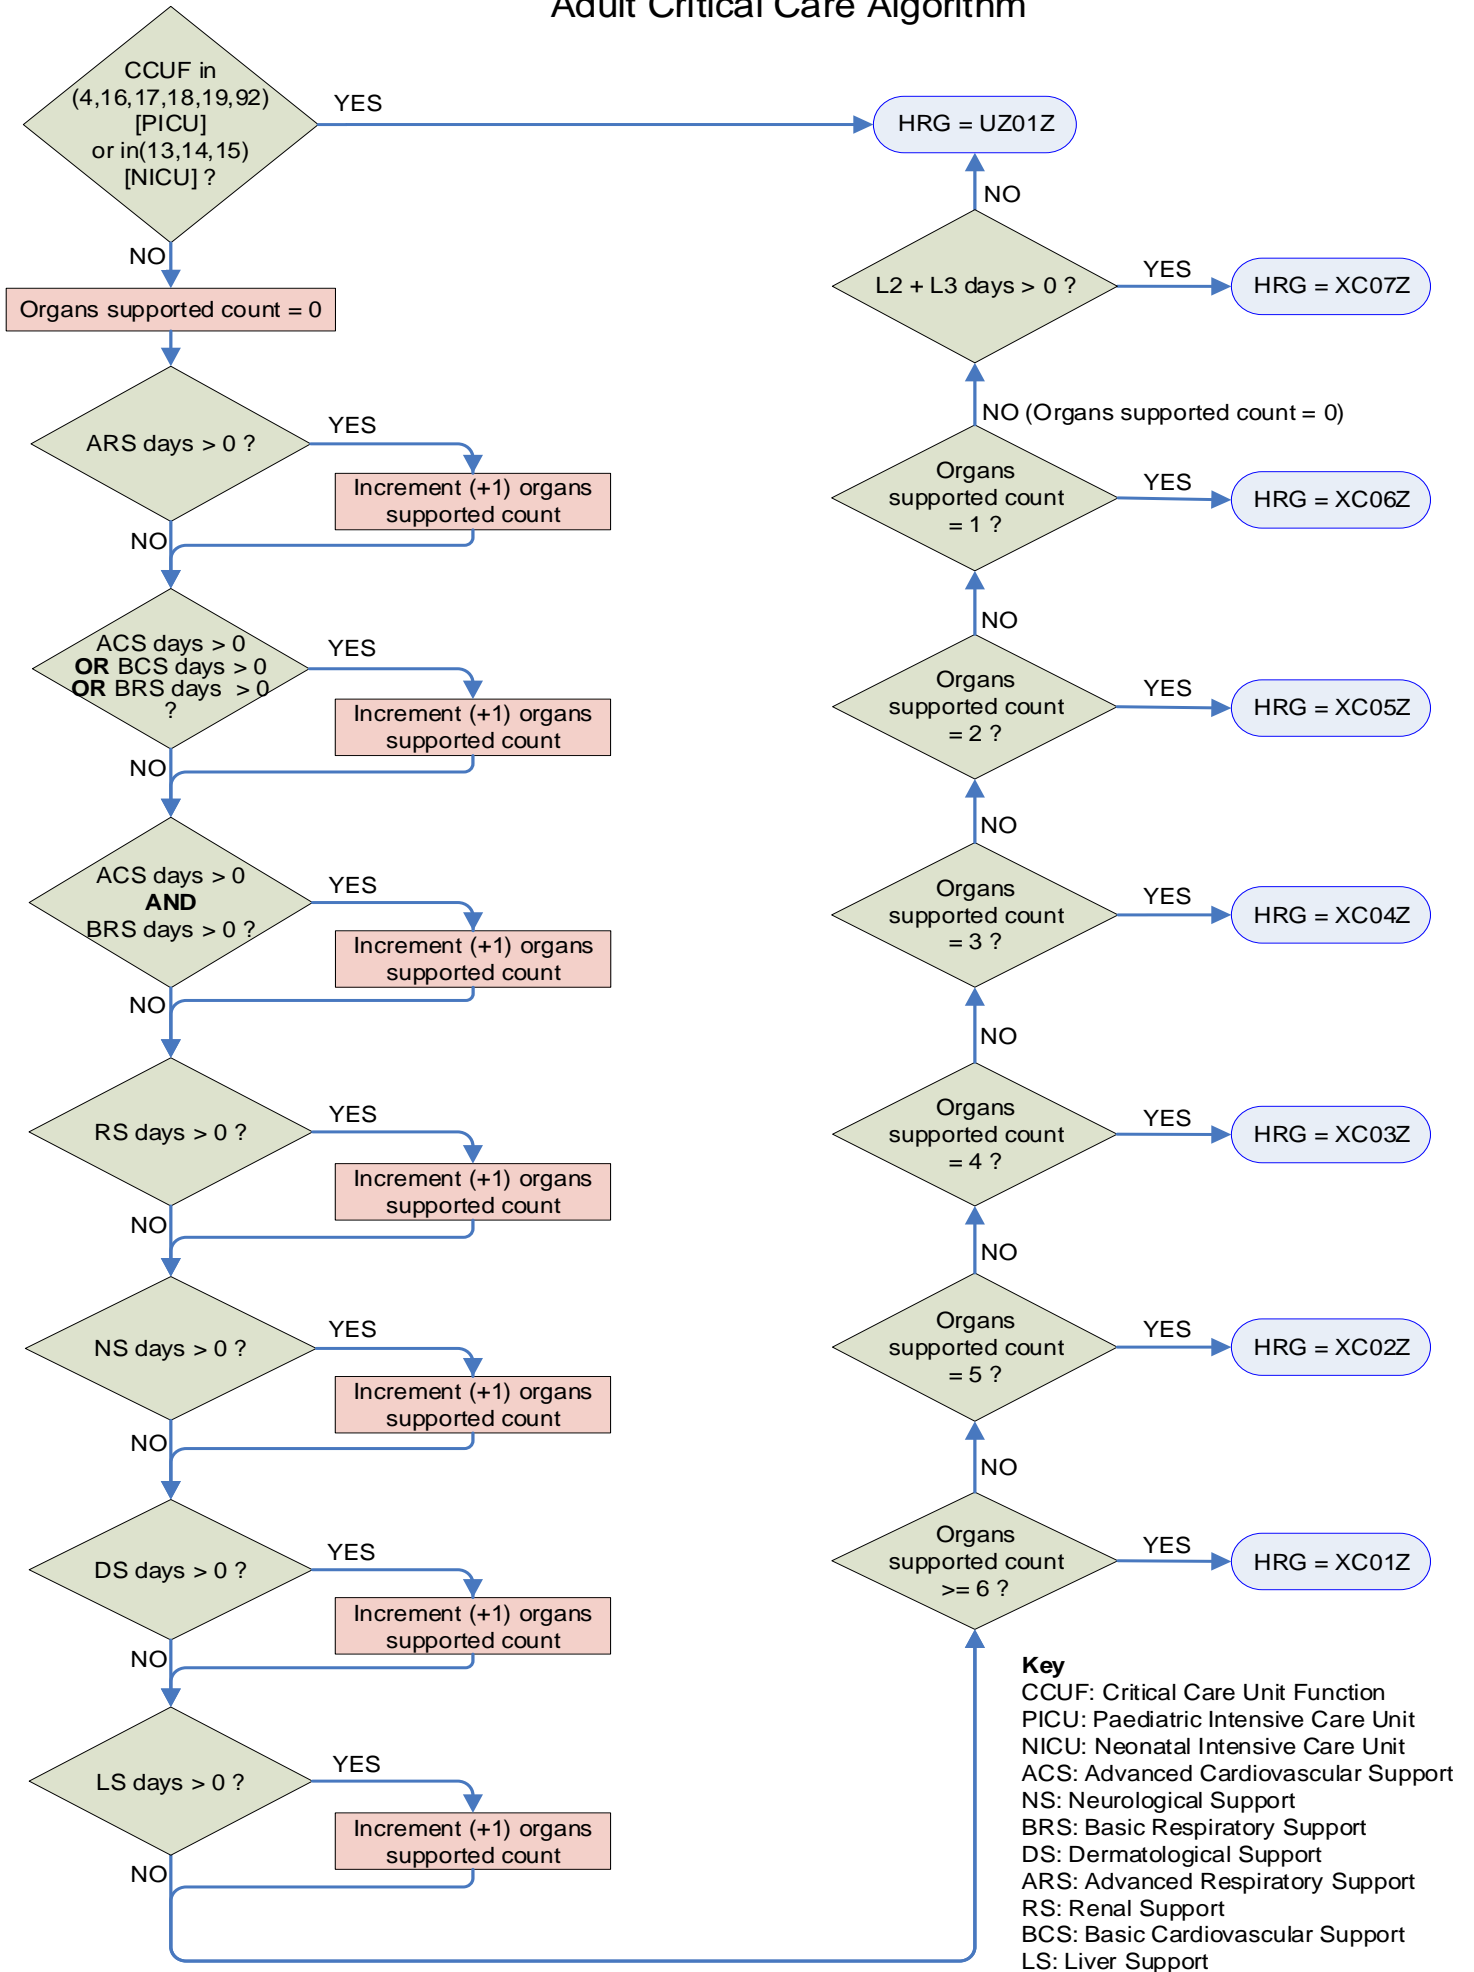 Adult Critical Care Algorithm
CCUF in
(4,16,17,18,19,92)
[PICU]
or in(13,14,15)
[NICU] ?
YES
HRG = UZ01Z
NO
Organs supported count = 0
ARS days > 0 ?
YES
Increment (+1) organs
supported count
NO
ACS days > 0
OR BCS days > 0
OR BRS days > 0
?
YES
Increment (+1) organs
supported count
NO
ACS days > 0
AND
BRS days > 0 ?
YES
Increment (+1) organs
supported count
NO
RS days > 0 ?
YES
Increment (+1) organs
supported count
NO
NS days > 0 ?
YES
Increment (+1) organs
supported count
NO
DS days > 0 ?
YES
Increment (+1) organs
supported count
NO
LS days > 0 ?
YES
Increment (+1) organs
supported count
NO
NO
L2 + L3 days > 0 ?
YES
HRG = XC07Z
NO (Organs supported count = 0)
Organs
supported count
= 1 ?
YES
HRG = XC06Z
NO
Organs
supported count
= 2 ?
YES
HRG = XC05Z
NO
Organs
supported count
= 3 ?
YES
HRG = XC04Z
NO
Organs
supported count
= 4 ?
YES
HRG = XC03Z
NO
Organs
supported count
= 5 ?
YES
HRG = XC02Z
NO
Organs
supported count
>= 6 ?
YES
HRG = XC01Z
Key
CCUF: Critical Care Unit Function
PICU: Paediatric Intensive Care Unit
NICU: Neonatal Intensive Care Unit
ACS: Advanced Cardiovascular Support
NS: Neurological Support
BRS: Basic Respiratory Support
DS: Dermatological Support
ARS: Advanced Respiratory Support
RS: Renal Support
BCS: Basic Cardiovascular Support
LS: Liver Support